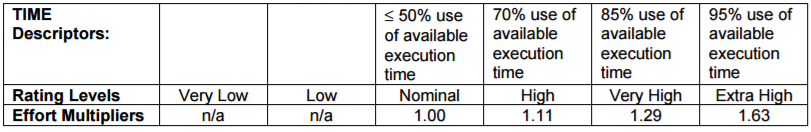 TIME Descriptors: ≤ 50% use of available execution time 70% use of available execution time 85% use of available execution time 95% use of available execution time
Rating Levels Very Low Low Nominal High Very High Extra High
Effort Multipliers n/a n/a 1.00 1.11 1.29 1.63